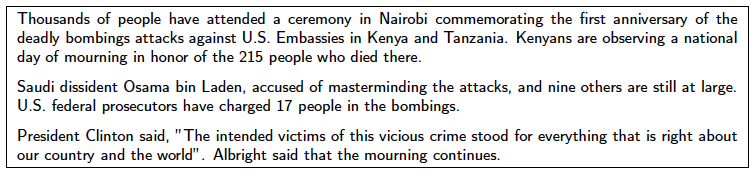 Thousands of people have attended a ceremony in Nairobi commemorating the first anniversary of the
deadly bombings attacks against U.S. Embassies in Kenya and Tanzania. Kenyans are observing a national
day of mourning in honor of the 215 people who died there.
Saudi dissident Osama bin Laden, accused of masterminding the attacks, and nine others are still at large.
U.S. federal prosecutors have charged 17 people in the bombings.
President Clinton said, ”The intended victims of this vicious crime stood for everything that is right about
our country and the world”. Albright said that the mourning continues.